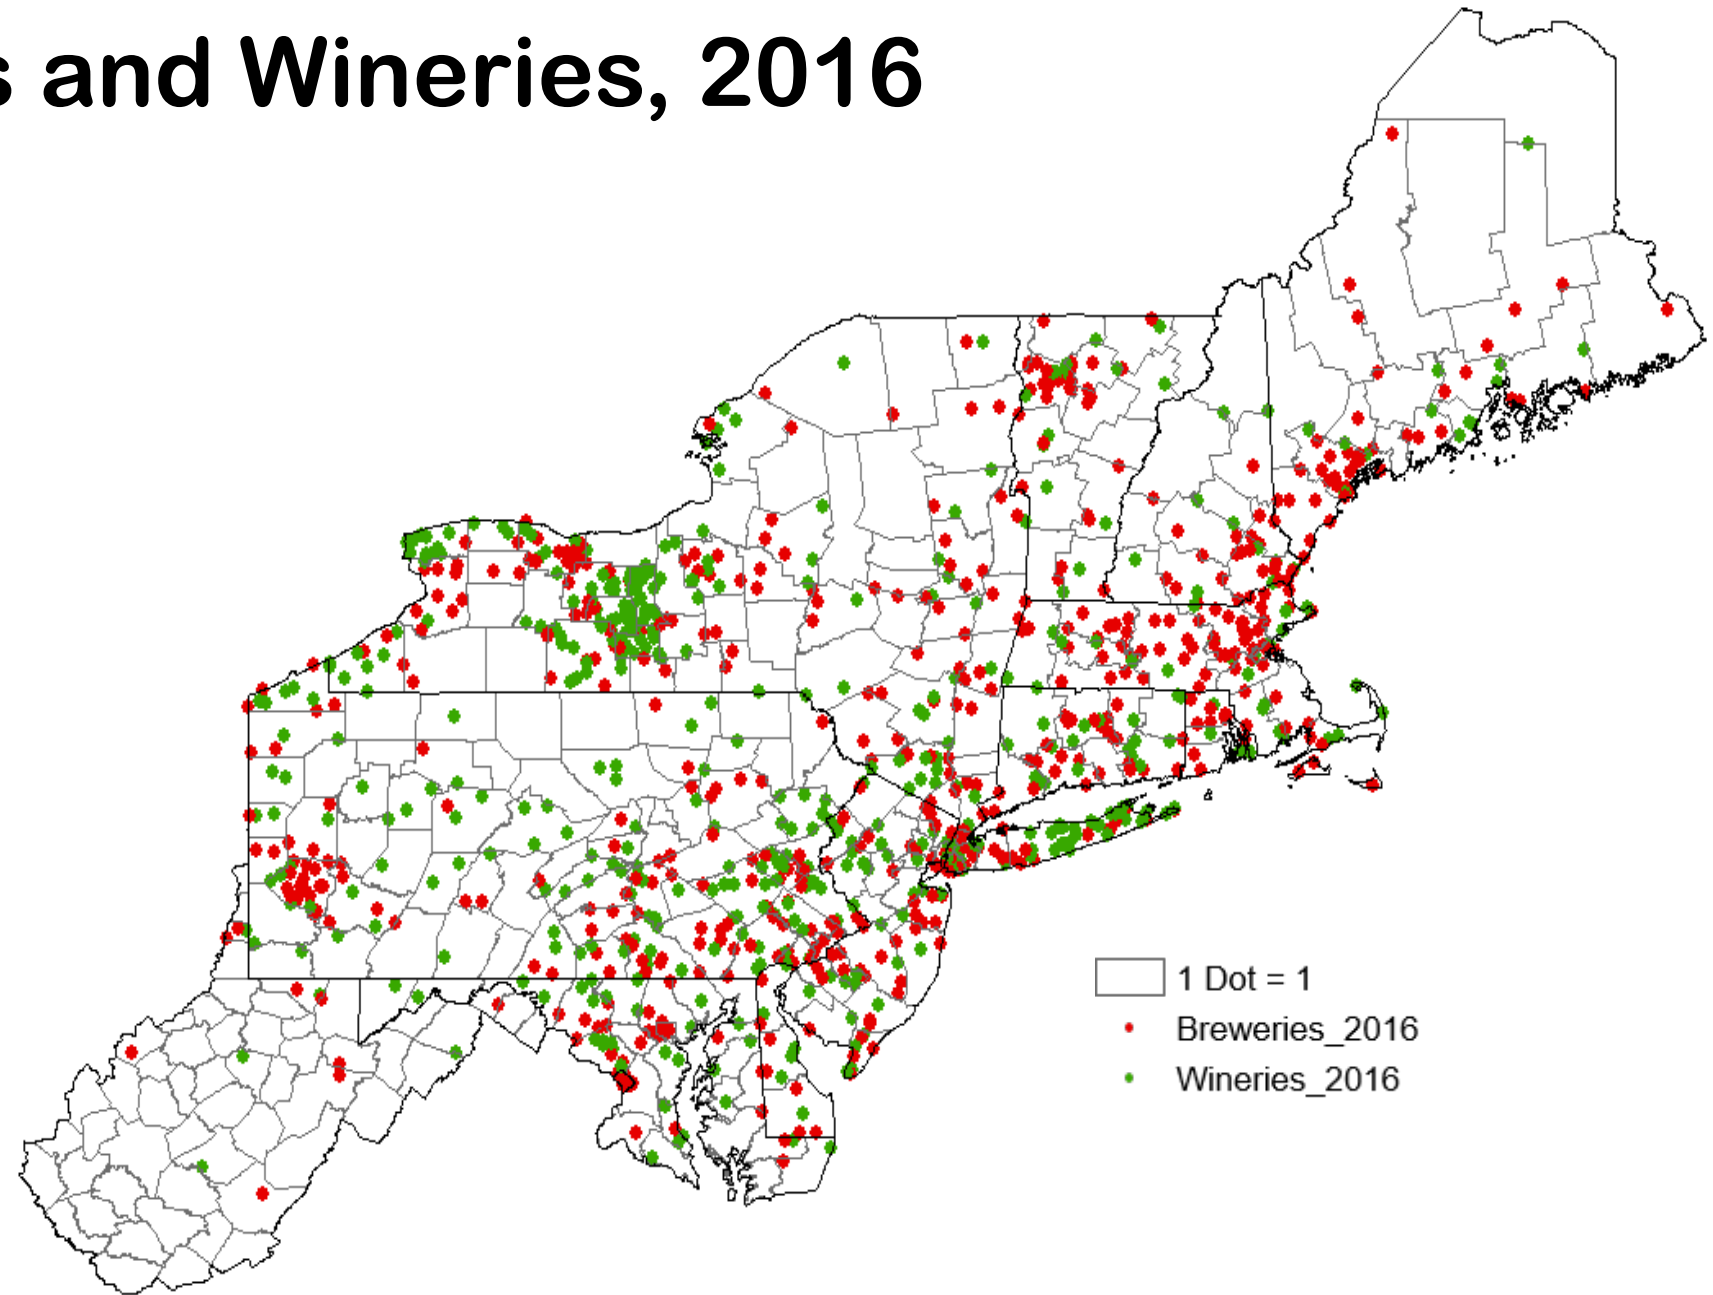 s and Wineries, 2016
1 Dot = 1
Breweries_2016
Wineries_2016